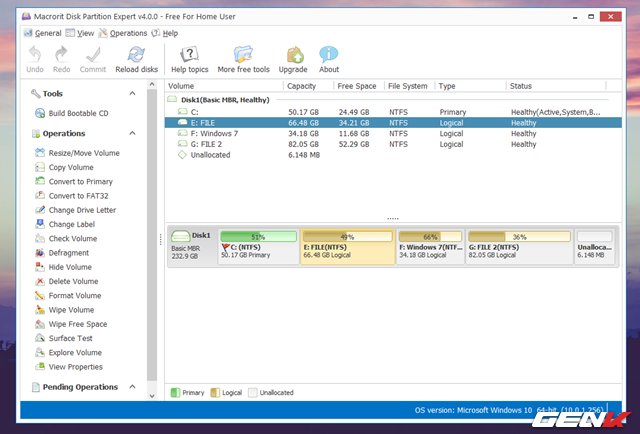 Macrorit Disk Partition Expert v4.0.0 - Free For Home User
General View Operations Help
Undo Redo Commit Reload disks Help topics More free tools Upgrade About
Tools
Build Bootable CD
Operations
Resize/Move Volume
Copy Volume
Convert to Primary
Convert to FAT32
Change Drive Letter
Change Label
Check Volume
Defragment
Hide Volume
Delete Volume
Format Volume
Wipe Volume
Wipe Free Space
Surface Test
Explore Volume
View Properties
Pending Operations
Volume Capacity Free Space File System Type Status
Disk1(Basic MBR, Healthy)
C: 50.17 GB 24.49 GB NTFS Primary Healthy(Active,System,B...
E: FILE 66.48 GB 34.21 GB NTFS Logical Healthy
F: Windows 7 34.18 GB 11.68 GB NTFS Logical Healthy
G: FILE 2 82.05 GB 52.29 GB NTFS Logical Healthy
Unallocated 6.148 MB
Disk1 51% 49% 66% 36%
Basic MBR C: (NTFS) E: FILE(NTFS) F: Windows 7(NTF... G: FILE 2(NTFS) Unalloca...
232.9 GB 50.17 GB Primary 66.48 GB Logical 34.18 GB Logical 82.05 GB Logical 6.148 MB
Primary Logical Unallocated
OS version: Microsoft Windows 10 64-bit, (10.0.1.256)
GENK